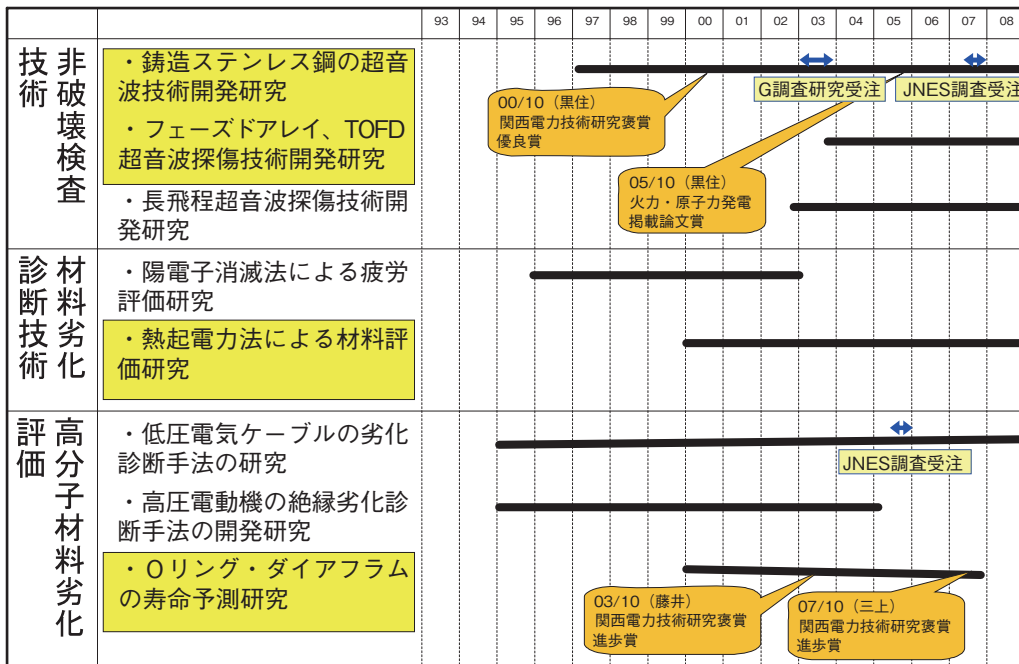 93 94 95 96 97 98 99 00 01 02 03 04 05 06 07 08
非破壊検査
技術
・鋳造ステンレス鋼の超音
波技術開発研究
・フェーズドアレイ、TOFD
超音波探傷技術開発研究
・長飛程超音波探傷技術開
発研究
G調査研究受注
JNES調査受注
00/10（黒住）
関西電力技術研究褒賞
優良賞
05/10（黒住）
火力・原子力発電
掲載論文賞
材料劣化
診断技術
・陽電子消滅法による疲労
評価研究
・熱起電力法による材料評
価研究
高分子材料劣化
評価
・低圧電気ケーブルの劣化
診断手法の研究
・高圧電動機の絶縁劣化診
断手法の開発研究
・Oリング・ダイアフラム
の寿命予測研究
JNES調査受注
03/10（藤井）
関西電力技術研究褒賞
進歩賞
07/10（三上）
関西電力技術研究褒賞
進歩賞